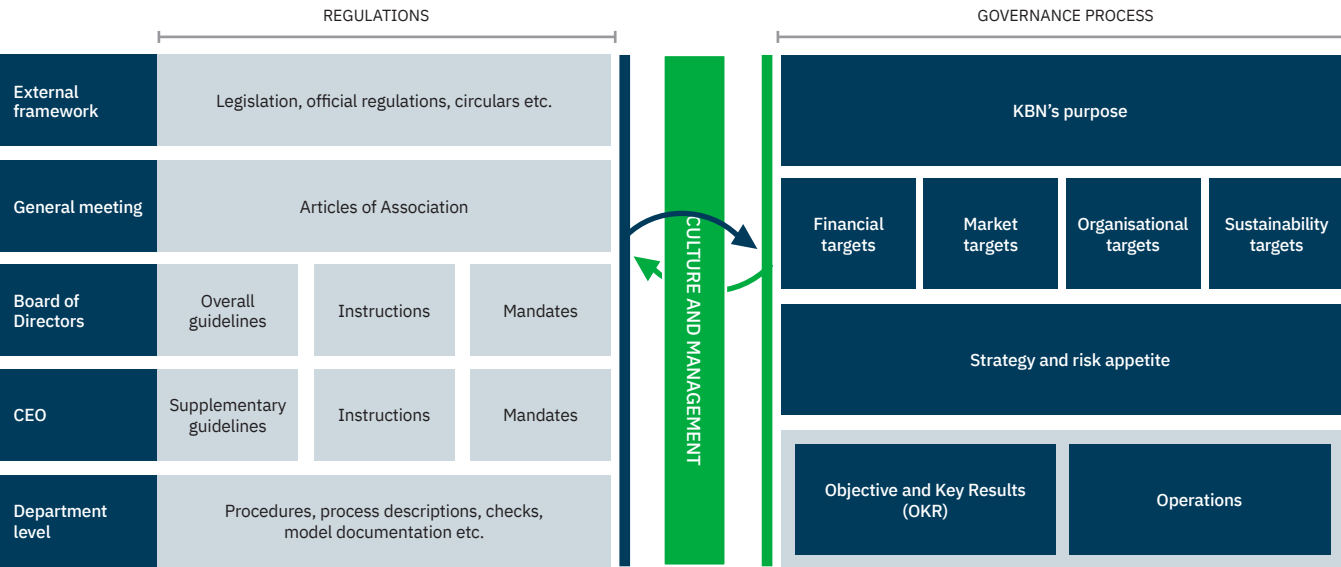 REGULATIONS
GOVERNANCE PROCESS
External
framework
Legislation, official regulations, circulars etc.
General meeting
Articles of Association
Board of
Directors
Overall
guidelines
Instructions
Mandates
CEO
Supplementary
guidelines
Instructions
Mandates
Department
level
Procedures, process descriptions, checks,
model documentation etc.
CULTURE AND MANAGEMENT
KBN’s purpose
Financial
targets
Market
targets
Organisational
targets
Sustainability
targets
Strategy and risk appetite
Objective and Key Results
(OKR)
Operations